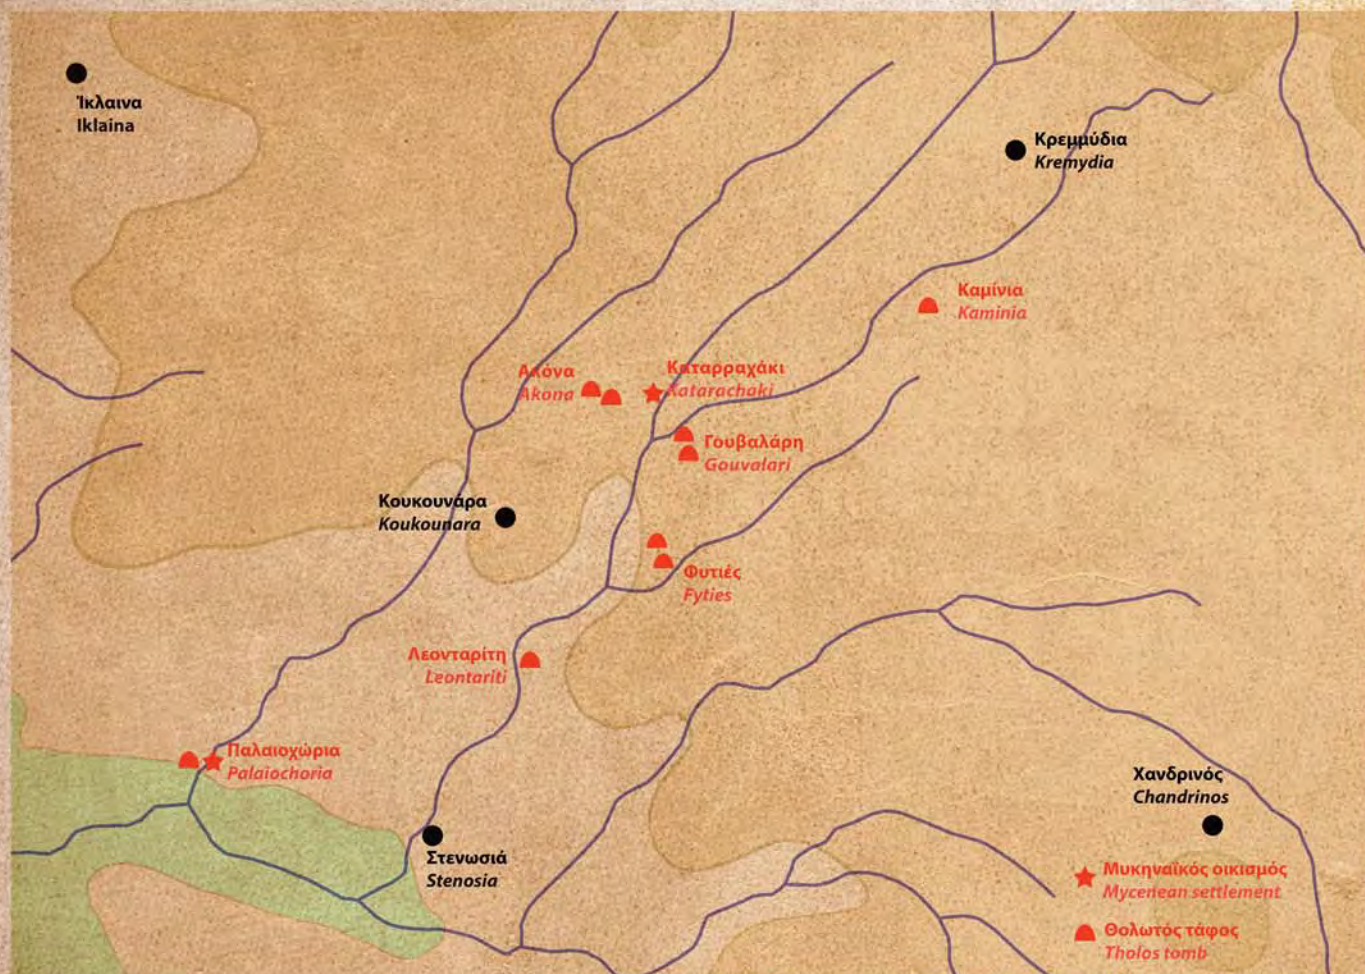 Ίκλαινα
Iklaina
Κρεμμύδια
Kremydia
Καμίνια
Kaminia
Ακόνα
Akona
Καταρραχάκι
Katarachaki
Γουβαλάρη
Gouvalari
Κουκουνάρα
Koukounara
Φυτιές
Fyties
Λεονταρίτη
Leontariti
Παλαιοχώρια
Palaiochoria
Χανδρινός
Chandrinos
Στενωσιά
Stenosia
Μυκηναϊκός οικισμός
Mycenean settlement
Θολωτός τάφος
Tholos tomb